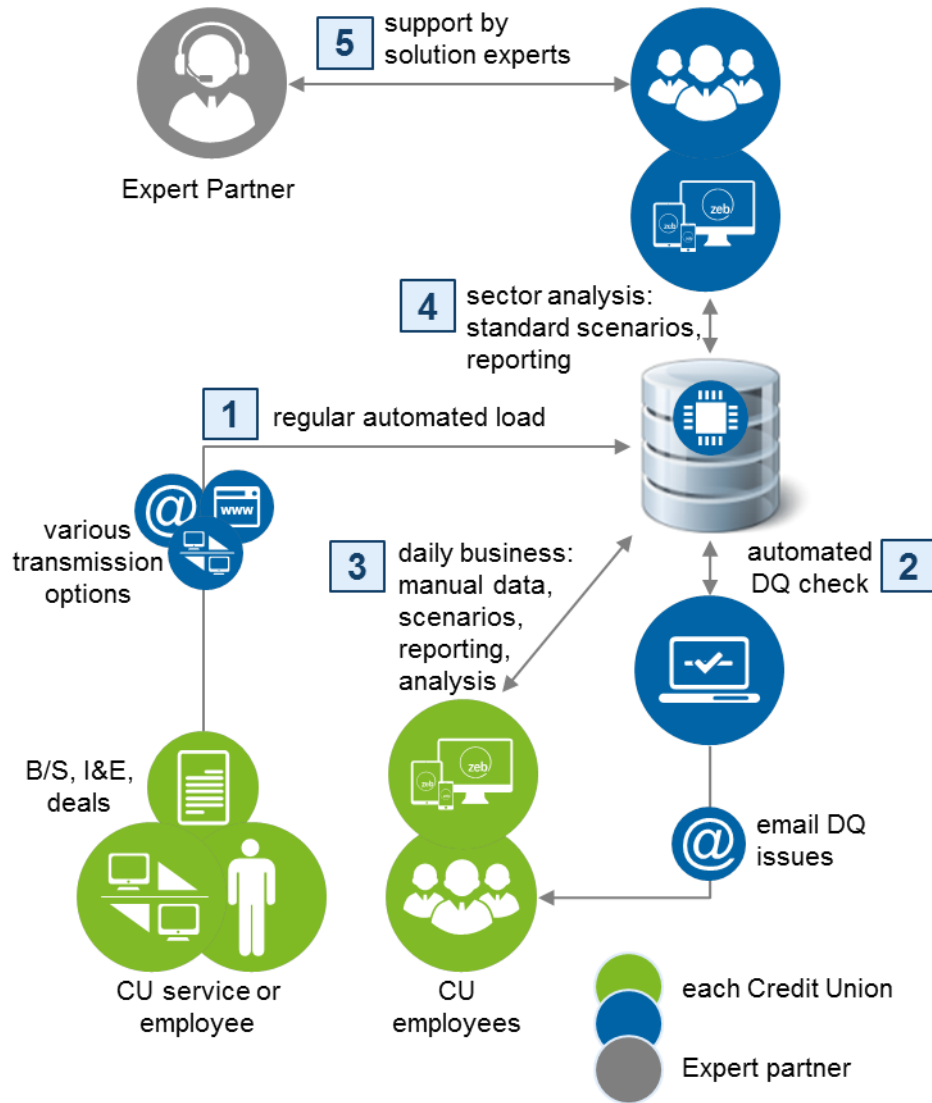 5
support by
solution experts
Expert Partner
zeb
zeb
zeb
4
sector analysis:
standard scenarios,
reporting
1
regular automated load
@
www
various
transmission
options
3
daily business:
manual data,
scenarios,
reporting,
analysis
automated
DQ check
2
B/S, I&E,
deals
zeb
zeb
zeb
@
email DQ
issues
CU service or
employee
CU
employees
each Credit Union
Expert partner